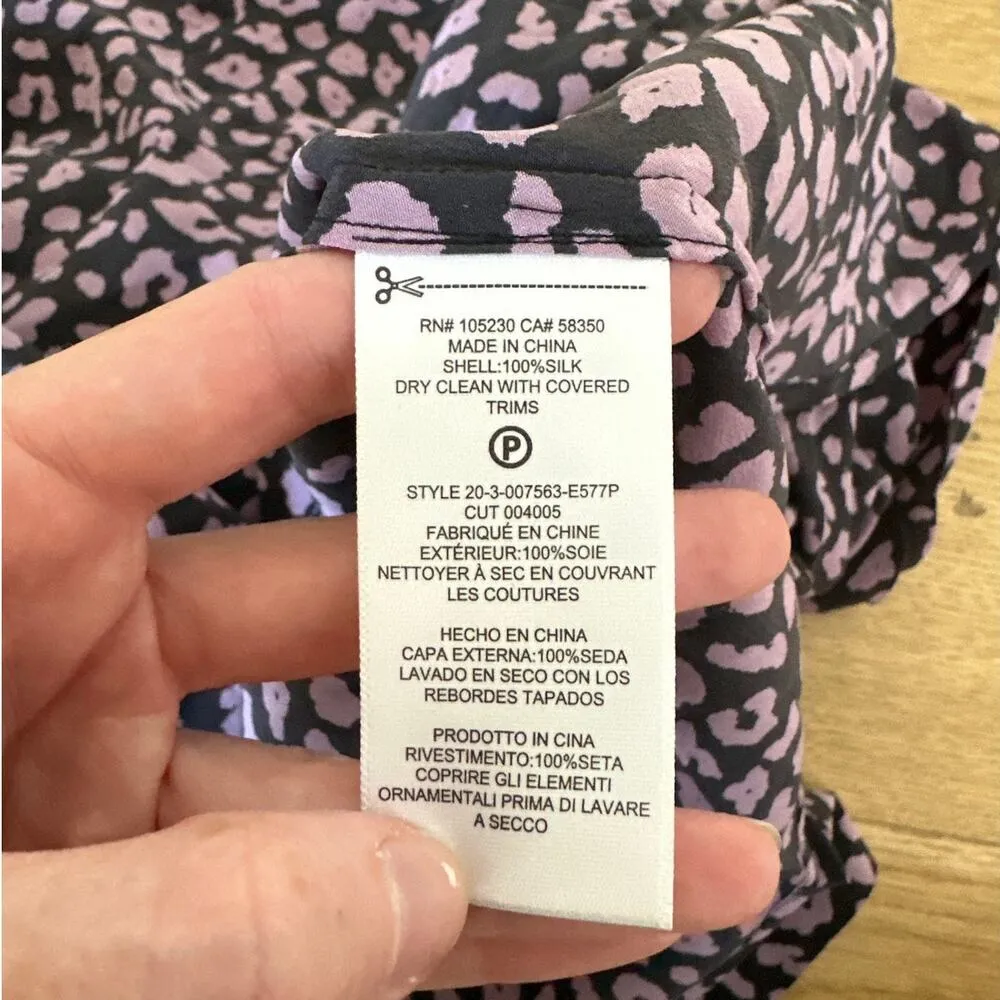 RN# 105230 CA# 58350
MADE IN CHINA
SHELL:100%SILK
DRY CLEAN WITH COVERED
TRIMS
P
STYLE 20-3-007563-E577P
CUT 004005
FABRIQUÉ EN CHINE
EXTÉRIEUR:100%SOIE
NETTOYER À SEC EN COUVRANT
LES COUTURES
HECHO EN CHINA
CAPA EXTERNA:100%SEDA
LAVADO EN SECO CON LOS
REBORDES TAPADOS
PRODOTTO IN CINA
RIVESTIMENTO:100%SETA
COPRIRE GLI ELEMENTI
ORNAMENTALI PRIMA DI LAVARE
A SECCO